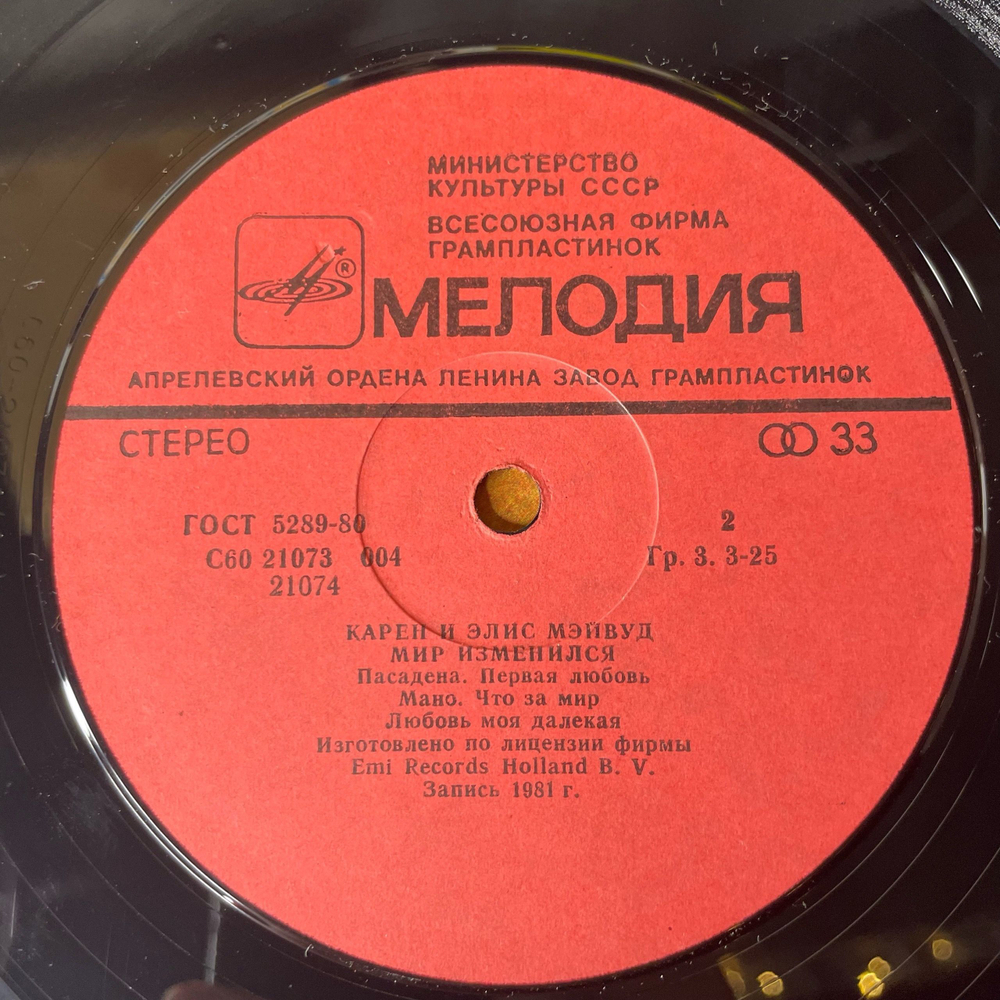 МИНИСТЕРСТВО
КУЛЬТУРЫ СССР
ВСЕСОЮЗНАЯ ФИРМА
ГРАМПЛАСТИНОК
®
МЕЛОДИЯ
АПРЕЛЕВСКИЙ ОРДЕНА ЛЕНИНА ЗАВОД ГРАМПЛАСТИНОК
СТЕРЕО 33
ГОСТ 5289-80 2
С60 21073 004 Гр. 3. 3-25
21074
КАРЕН И ЭЛИС МЭЙВУД
МИР ИЗМЕНИЛСЯ
Пасадена. Первая любовь
Мано. Что за мир
Любовь моя далекая
Изготовлено по лицензии фирмы
Emi Records Holland B. V.
Запись 1981 г.